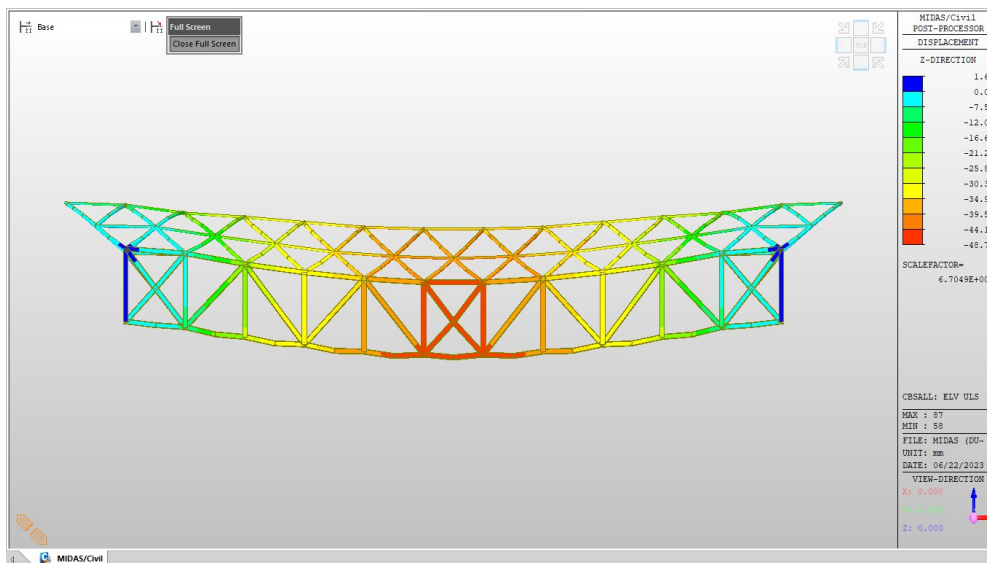 Base
Full Screen
Close Full Screen
TOP
MIDAS/Civil
POST-PROCESSOR
DISPLACEMENT
Z-DIRECTION
1.6
0.0
-7.5
-12.0
-16.6
-21.2
-25.8
-30.3
-34.9
-39.5
-44.1
-48.7
SCALEFACTOR=
6.7049E+00
CBSALL: ELV ULS
MAX : 87
MIN : 58
FILE: MIDAS (DU~
UNIT: mm
DATE: 06/22/2023
VIEW-DIRECTION
X: 0.000
Z: 0.000
MIDAS/Civil